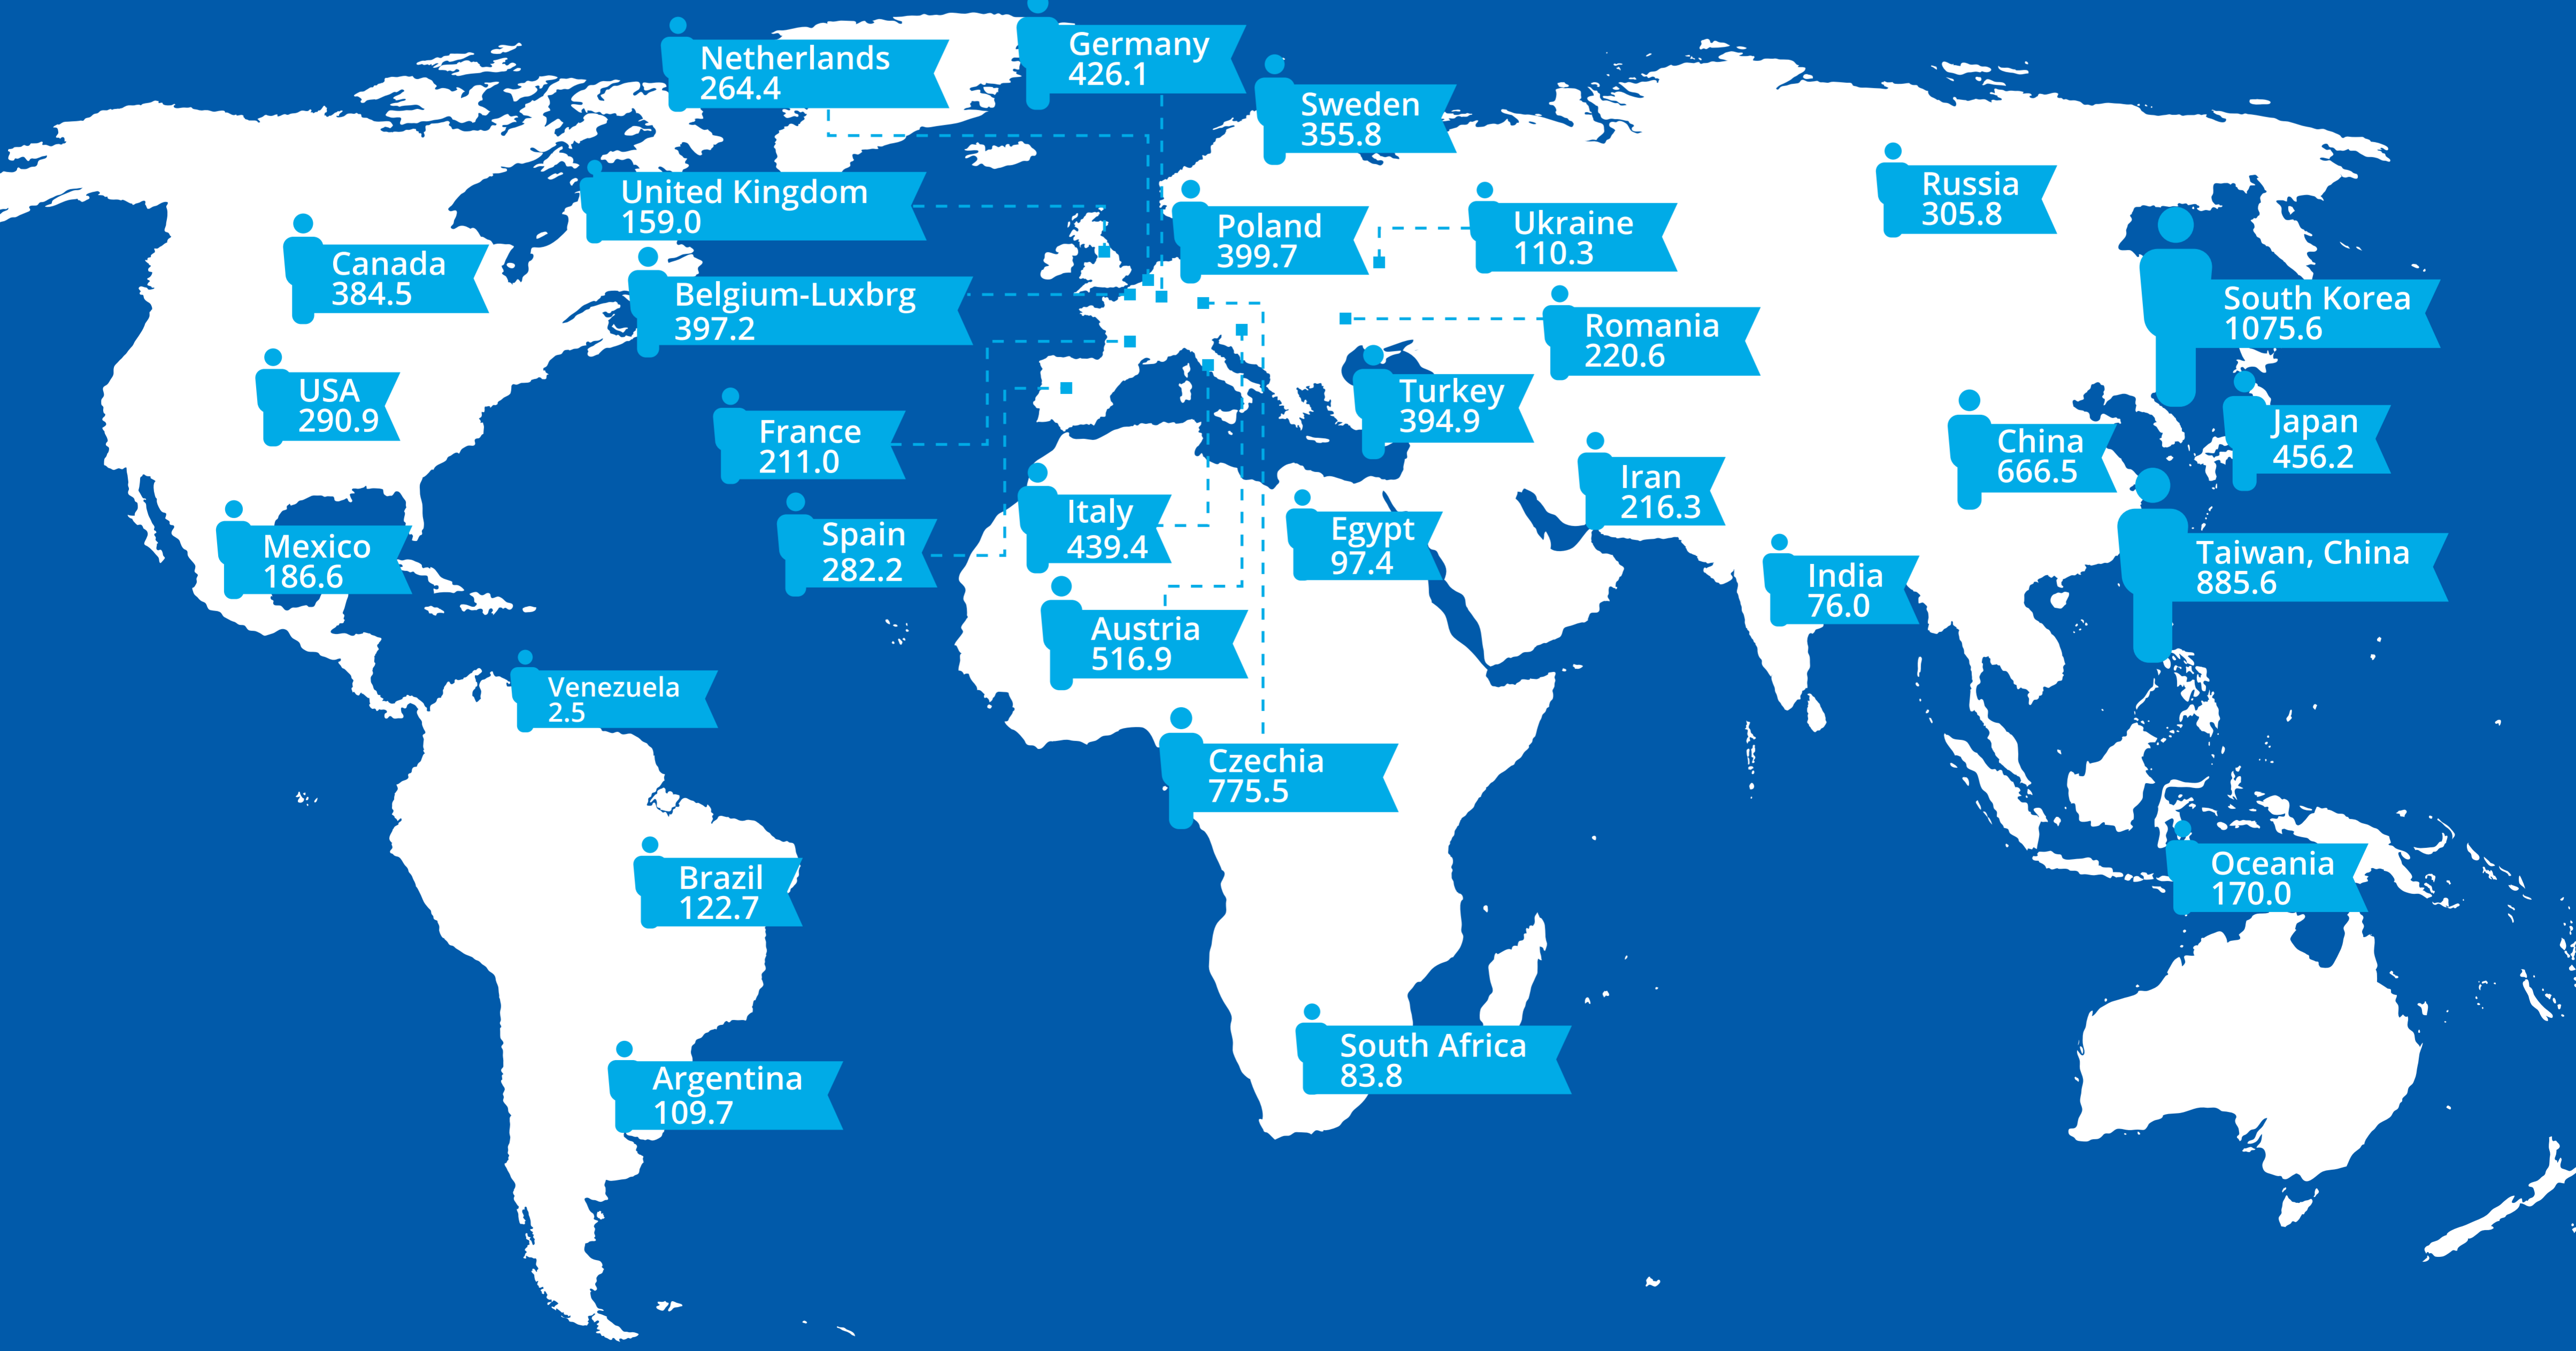 Netherlands
264.4
Germany
426.1
Sweden
355.8
United Kingdom
159.0
Poland
399.7
Ukraine
110.3
Russia
305.8
Canada
384.5
Belgium-Luxbrg
397.2
Romania
220.6
South Korea
1075.6
USA
290.9
France
211.0
Turkey
394.9
Iran
216.3
China
666.5
Japan
456.2
Mexico
186.6
Spain
282.2
Italy
439.4
Egypt
97.4
India
76.0
Taiwan, China
885.6
Austria
516.9
Venezuela
2.5
Czechia
775.5
Brazil
122.7
Oceania
170.0
Argentina
109.7
South Africa
83.8